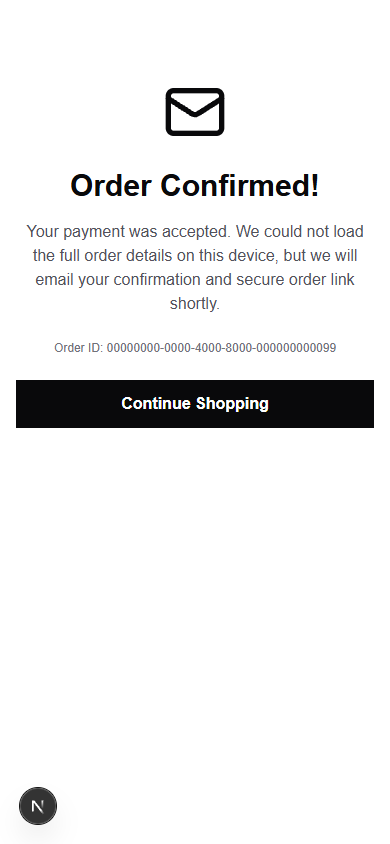 Order Confirmed!
Your payment was accepted. We could not load
the full order details on this device, but we will
email your confirmation and secure order link
shortly.
Order ID: 00000000-0000-4000-8000-000000000099
Continue Shopping
N